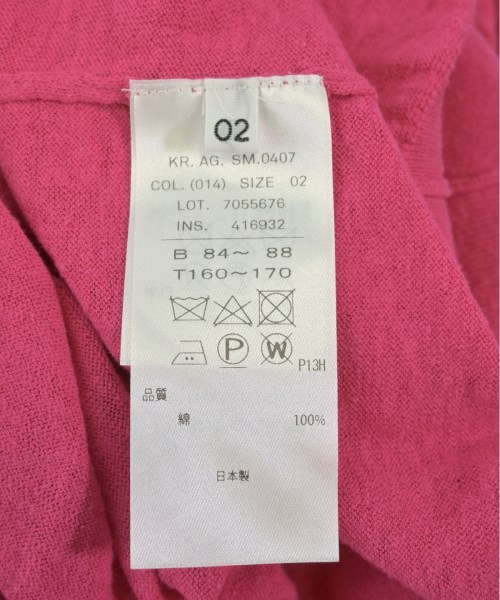 02
KR. AG. SM.0407
COL. (014) SIZE 02
LOT. 7055676
INS. 416932
B 84～ 88
T160～170
P W
P13H
品質
綿 100%
日本製